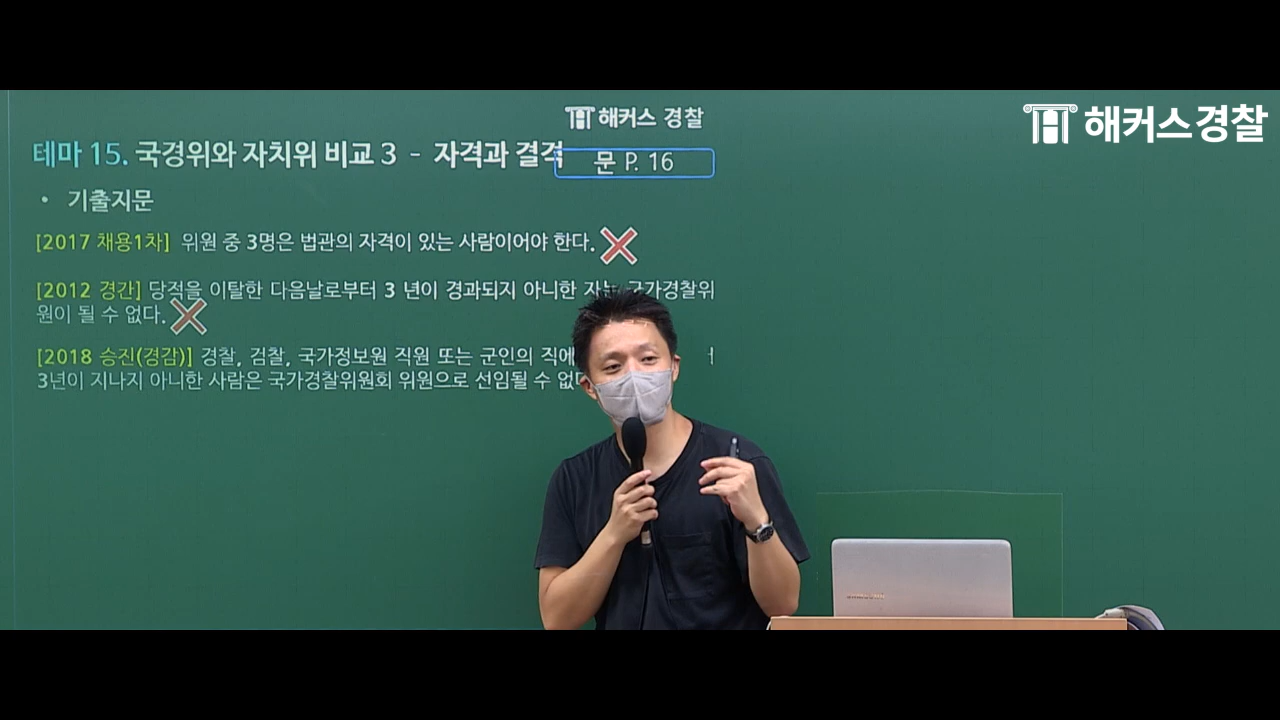 해커스 경찰
해커스경찰
테마 15. 국경위와 자치위 비교 3 - 자격과 결격
문 P. 16
• 기출지문
[2017 채용1차] 위원 중 3명은 법관의 자격이 있는 사람이어야 한다.
[2012 경간] 당적을 이탈한 다음날로부터 3 년이 경과되지 아니한 자는 국가경찰위
원이 될 수 없다.
[2018 승진(경감)] 경찰, 검찰, 국가정보원 직원 또는 군인의 직에
3년이 지나지 아니한 사람은 국가경찰위원회 위원으로 선임될 수 없다